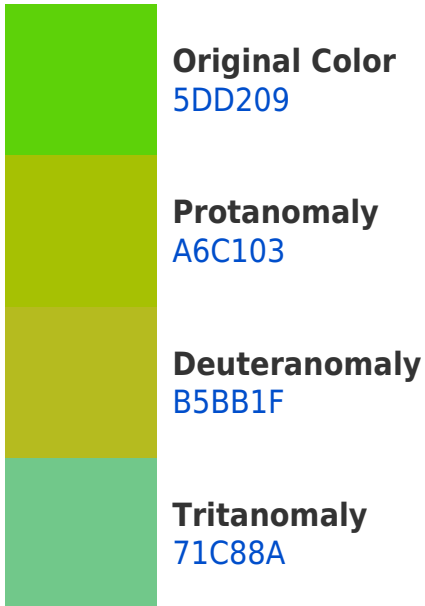 Original Color
5DD209
Protanomaly
A6C103
Deuteranomaly
B5BB1F
Tritanomaly
71C88A